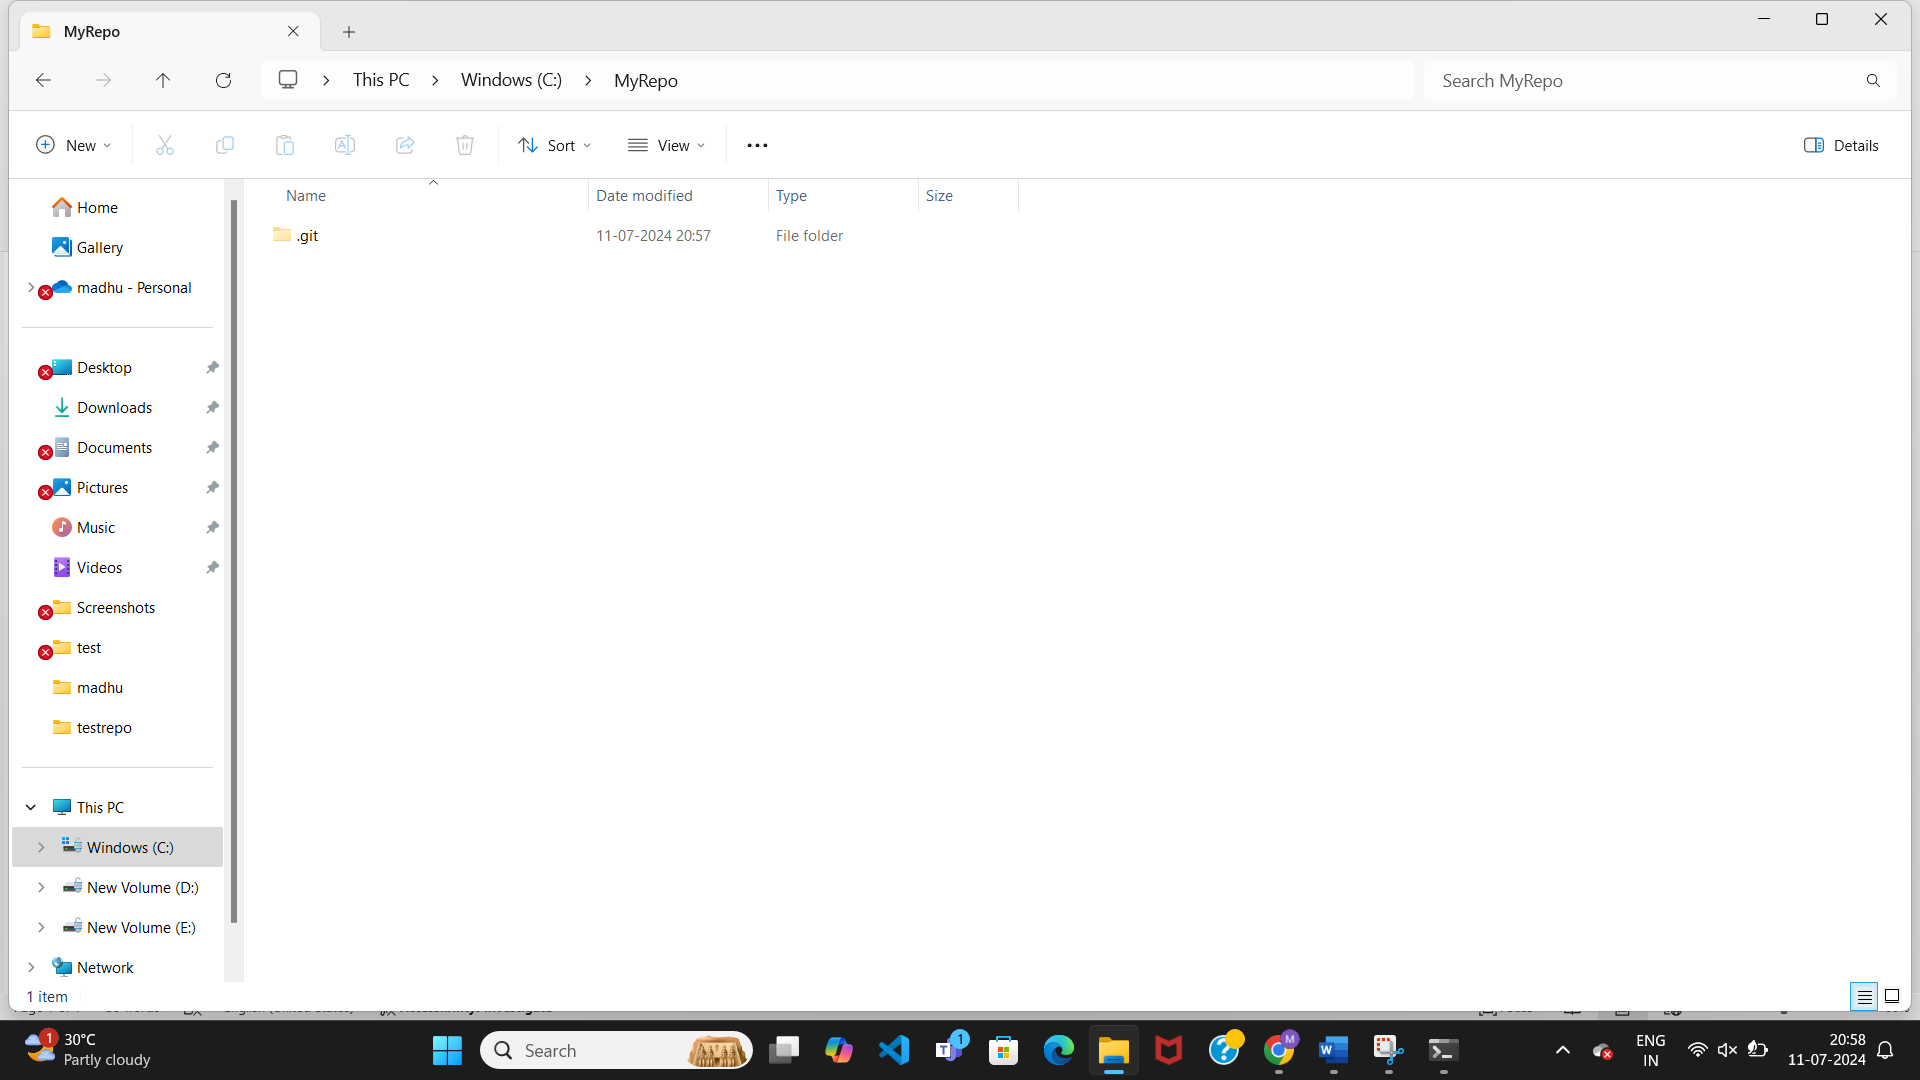 MyRepo
This PC > Windows (C:) > MyRepo
Search MyRepo
New
Sort
View
Details
Name
Date modified
Type
Size
.git
11-07-2024 20:57
File folder
Home
Gallery
madhu - Personal
Desktop
Downloads
Documents
Pictures
Music
Videos
Screenshots
test
madhu
testrepo
This PC
Windows (C:)
New Volume (D:)
New Volume (E:)
Network
1 item
1
30°C
Partly cloudy
Search
1
M
ENG
IN
20:58
11-07-2024